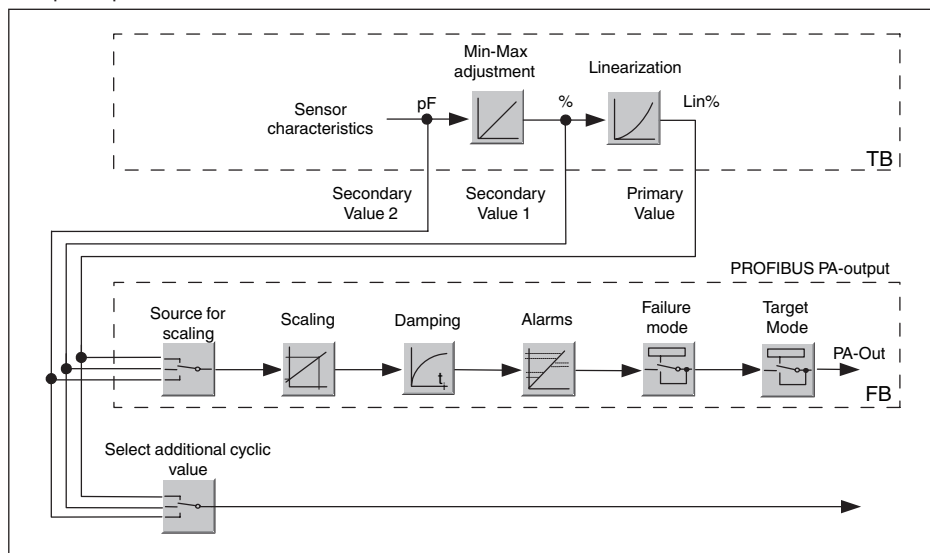 Min-Max
adjustment
Linearization
Sensor
characteristics
pF
%
Lin%
TB
Secondary
Value 2
Secondary
Value 1
Primary
Value
PROFIBUS PA-output
Source for
scaling
Scaling
Damping
Alarms
Failure
mode
Target
Mode
t
PA-Out
FB
Select additional cyclic
value